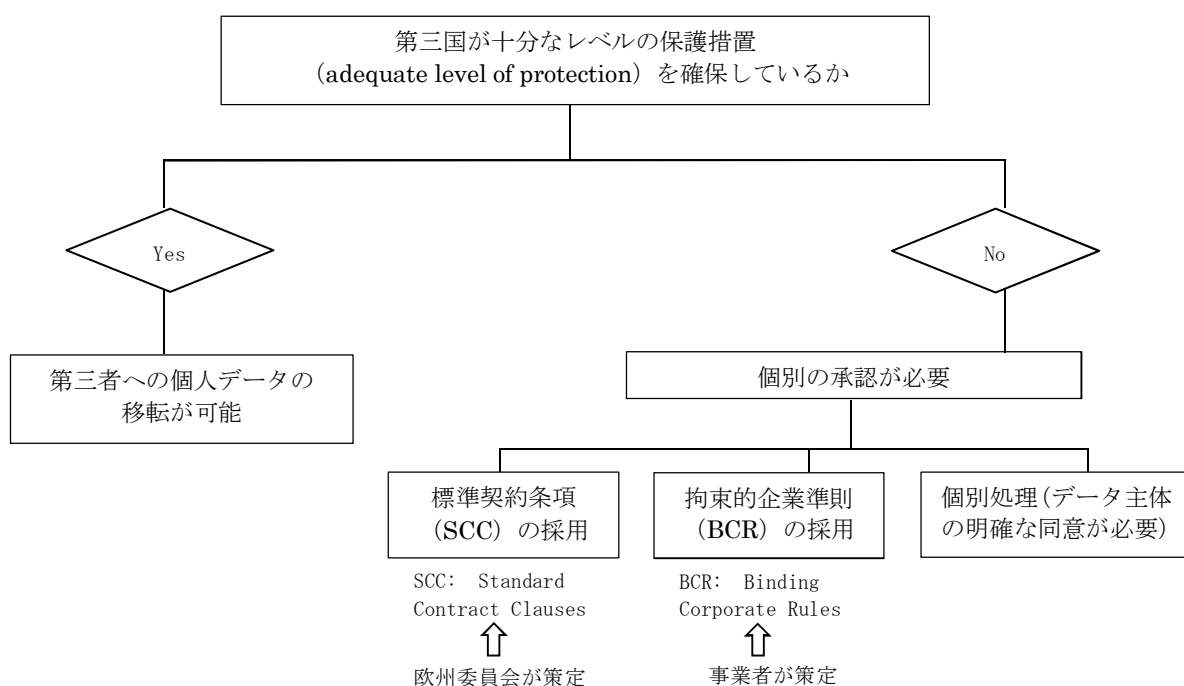 第三国が十分なレベルの保護措置
（adequate level of protection）を確保しているか
Yes
No
第三者への個人データの
移転が可能
個別の承認が必要
標準契約条項
（SCC）の採用
拘束的企業準則
（BCR）の採用
個別処理（データ主体
の明確な同意が必要）
SCC: Standard
Contract Clauses
BCR: Binding
Corporate Rules
欧州委員会が策定
事業者が策定